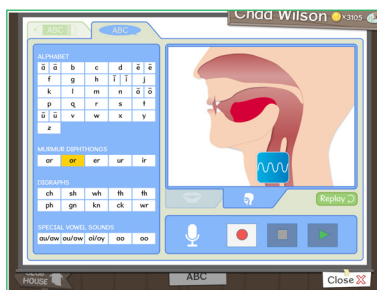 Chad Wilson x3105
ABC ABC
ALPHABET
ă ā b c d ĕ ē
f g h ĭ ī j
k l m n ŏ ō
p q r s t
ŭ ū v w x y
z
MURMUR DIPHTHONGS
ar or er ur ir
DIGRAPHS
ch sh wh th th
ph gn kn ck wr
SPECIAL VOWEL SOUNDS
au/aw ou/ow oi/oy oo oo
Replay
HOUSE
ABC
Close